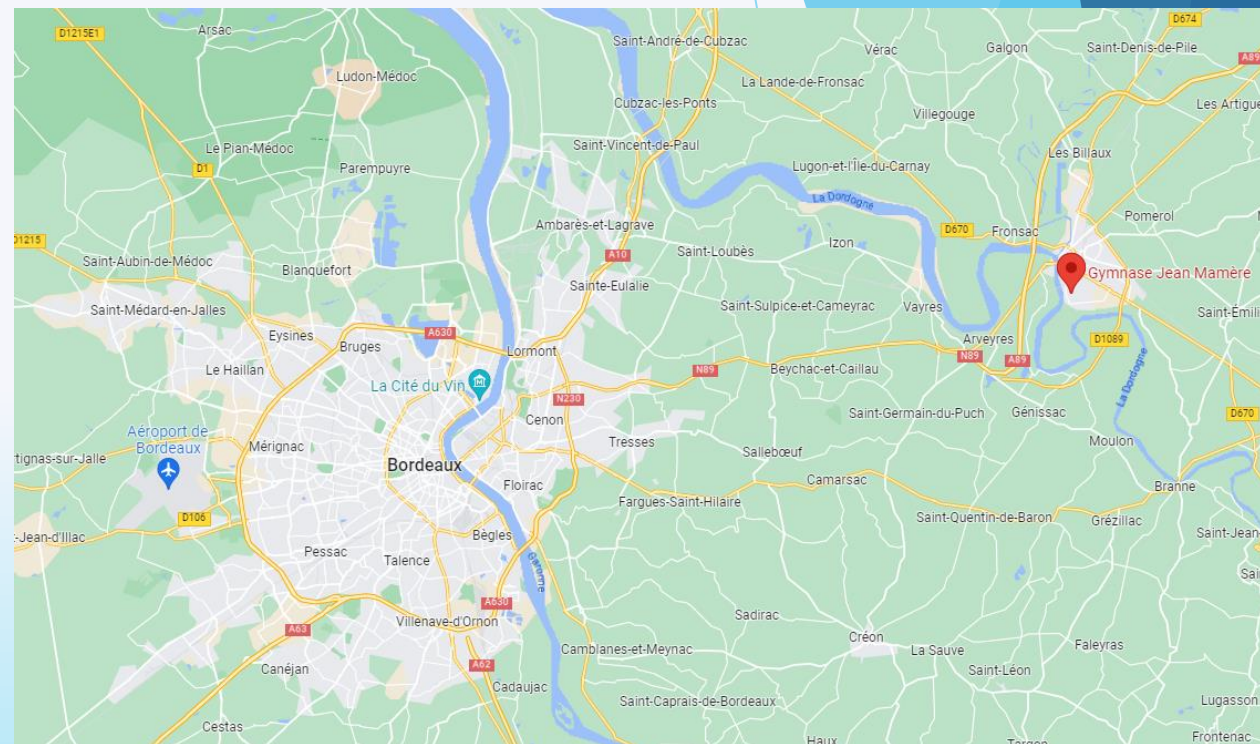 D674
Arsac
D1215E1
Saint-André-de-Cubzac
Vérac
Galgon
Saint-Denis-de-Pile
A89
Ludon-Médoc
La Lande-de-Fronsac
Cubzac-les-Ponts
Les Artigue
Villegouge
Le Pian-Médoc
Saint-Vincent-de-Paul
Les Billaux
D1
Parempuyre
Lugon-et-l'Île-du-Carnay
La Dordogne
Pomerol
Ambarès-et-Lagrave
D670
Fronsac
D1215
A10
Saint-Loubès
Izon
Saint-Aubin-de-Médoc
Blanquefort
Gymnase Jean Mamère
Sainte-Eulalie
Saint-Médard-en-Jalles
Saint-Sulpice-et-Cameyrac
Vayres
Saint-Émili
Eysines
A630
Bruges
Arveyres
D1089
Lormont
N89
A89
Le Haillan
N89
Beychac-et-Caillau
La Dordogne
La Cité du Vin
N230
Cenon
Saint-Germain-du-Puch
Génissac
D670
Aéroport de
Bordeaux
Mérignac
Tresses
Moulon
rtignas-sur-Jalle
Bordeaux
Sallebœuf
Floirac
Camarsac
Branne
Fargues-Saint-Hilaire
D106
Saint-Quentin-de-Baron
Grézillac
-Jean-d'Illac
Bègles
Saint-Jean-
Pessac
Talence
Garonne
Sai
A630
Sadirac
A63
Villenave-d'Ornon
Créon
Camblanes-et-Meynac
La Sauve
Faleyras
Canéjan
A62
Saint-Léon
Cadaujac
Saint-Caprais-de-Bordeaux
Lugasson
Cestas
Haux
Targon
Frontenac